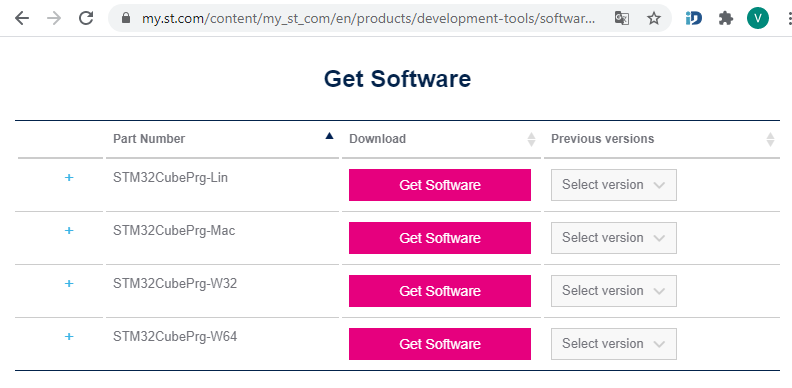 my.st.com/content/my_st_com/en/products/development-tools/softwar...
V
Get Software
Part Number Download Previous versions
+ STM32CubePrg-Lin Get Software Select version
+ STM32CubePrg-Mac Get Software Select version
+ STM32CubePrg-W32 Get Software Select version
+ STM32CubePrg-W64 Get Software Select version